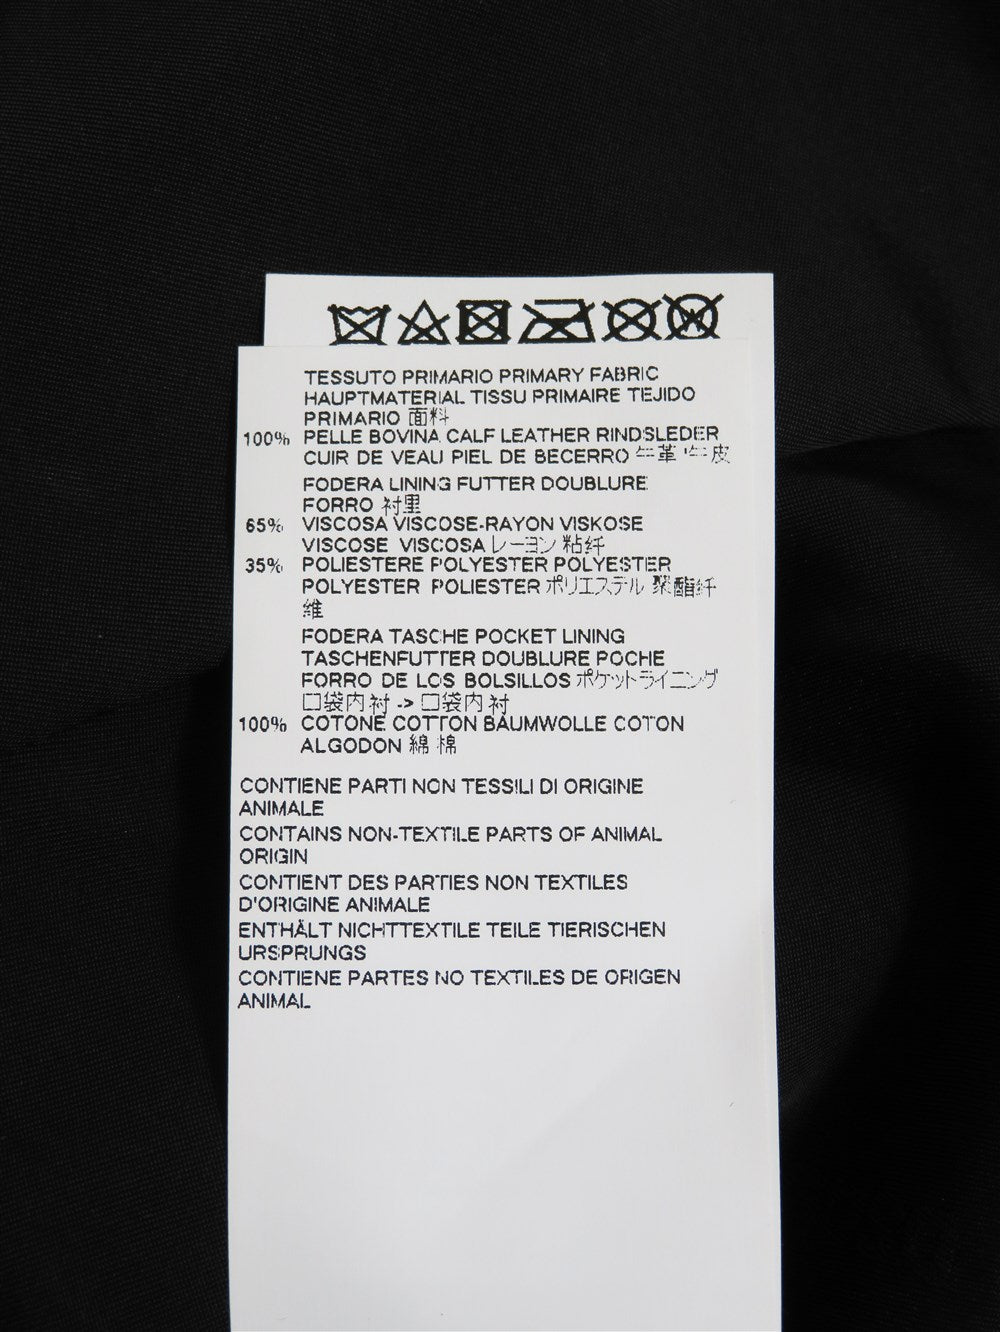 TESSUTO PRIMARIO PRIMARY FABRIC
HAUPTMATERIAL TISSU PRIMAIRE TEJIDO
PRIMARIO 面料
100% PELLE BOVINA CALF LEATHER RINDSLEDER
CUIR DE VEAU PIEL DE BECERRO 牛革 牛皮
FODERA LINING FUTTER DOUBLURE
FORRO 衬里
65% VISCOSA VISCOSE-RAYON VISKOSE
VISCOSE VISCOSA レーヨン 粘纤
35% POLIESTERE POLYESTER POLYESTER
POLYESTER POLIESTER ポリエステル 聚酯纤
维
FODERA TASCHE POCKET LINING
TASCHENFUTTER DOUBLURE POCHE
FORRO DE LOS BOLSILLOS ポケットライニング
口袋内衬 -> 口袋内衬
100% COTONE COTTON BAUMWOLLE COTON
ALGODON 綿 棉
CONTIENE PARTI NON TESSILI DI ORIGINE
ANIMALE
CONTAINS NON-TEXTILE PARTS OF ANIMAL
ORIGIN
CONTIENT DES PARTIES NON TEXTILES
D'ORIGINE ANIMALE
ENTHÄLT NICHTTEXTILE TEILE TIERISCHEN
URSPRUNGS
CONTIENE PARTES NO TEXTILES DE ORIGEN
ANIMAL